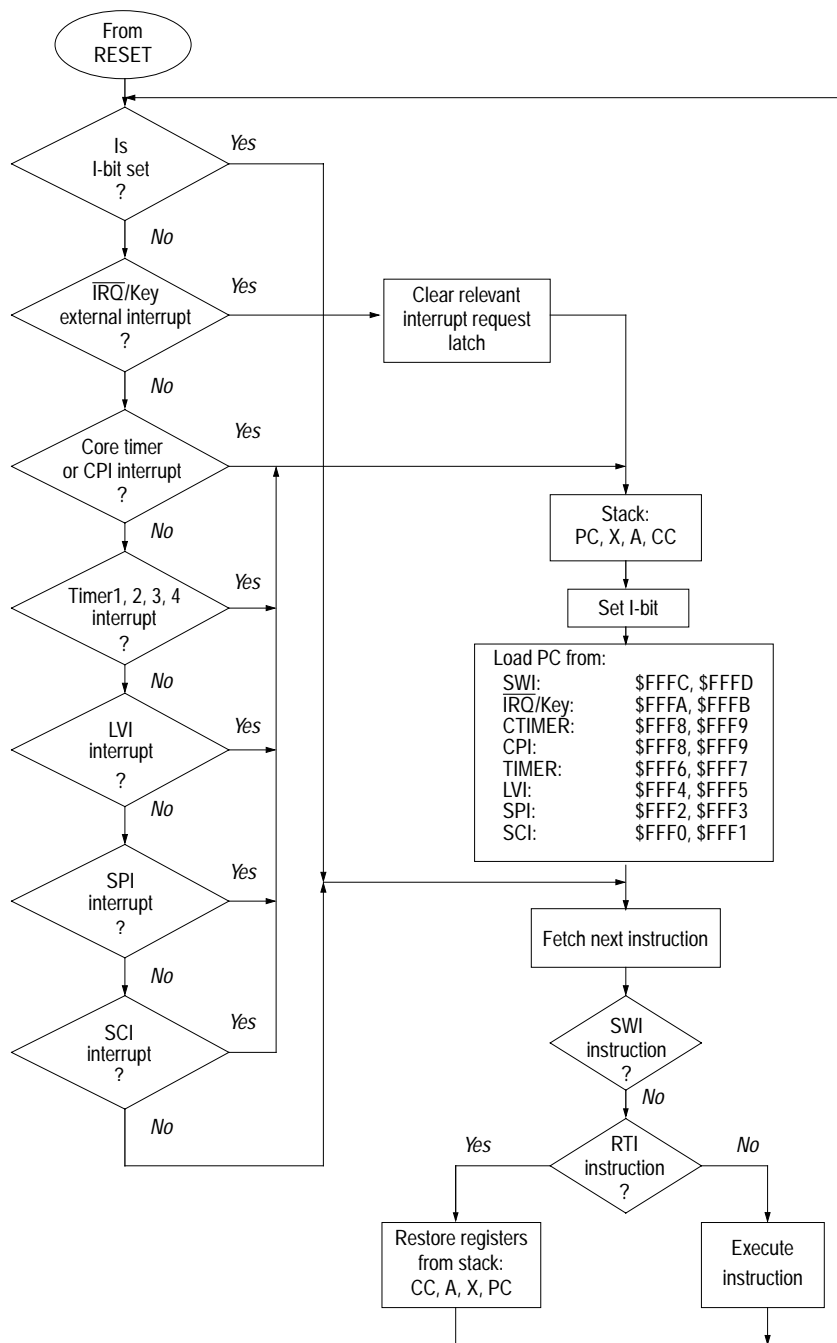 From
RESET
Is
I-bit set
?
Yes
No
IRQ/Key
external interrupt
?
Yes
No
Clear relevant
interrupt request
latch
Core timer
or CPI interrupt
?
Yes
No
Timer1, 2, 3, 4
interrupt
?
Yes
No
LVI
interrupt
?
Yes
No
SPI
interrupt
?
Yes
No
SCI
interrupt
?
Yes
No
Stack:
PC, X, A, CC
Set I-bit
Load PC from:
SWI: $FFFC, $FFFD
IRQ/Key: $FFFA, $FFFB
CTIMER: $FFF8, $FFF9
CPI: $FFF8, $FFF9
TIMER: $FFF6, $FFF7
LVI: $FFF4, $FFF5
SPI: $FFF2, $FFF3
SCI: $FFF0, $FFF1
Fetch next instruction
SWI
instruction
?
No
RTI
instruction
?
Yes
No
Restore registers
from stack:
CC, A, X, PC
Execute
instruction